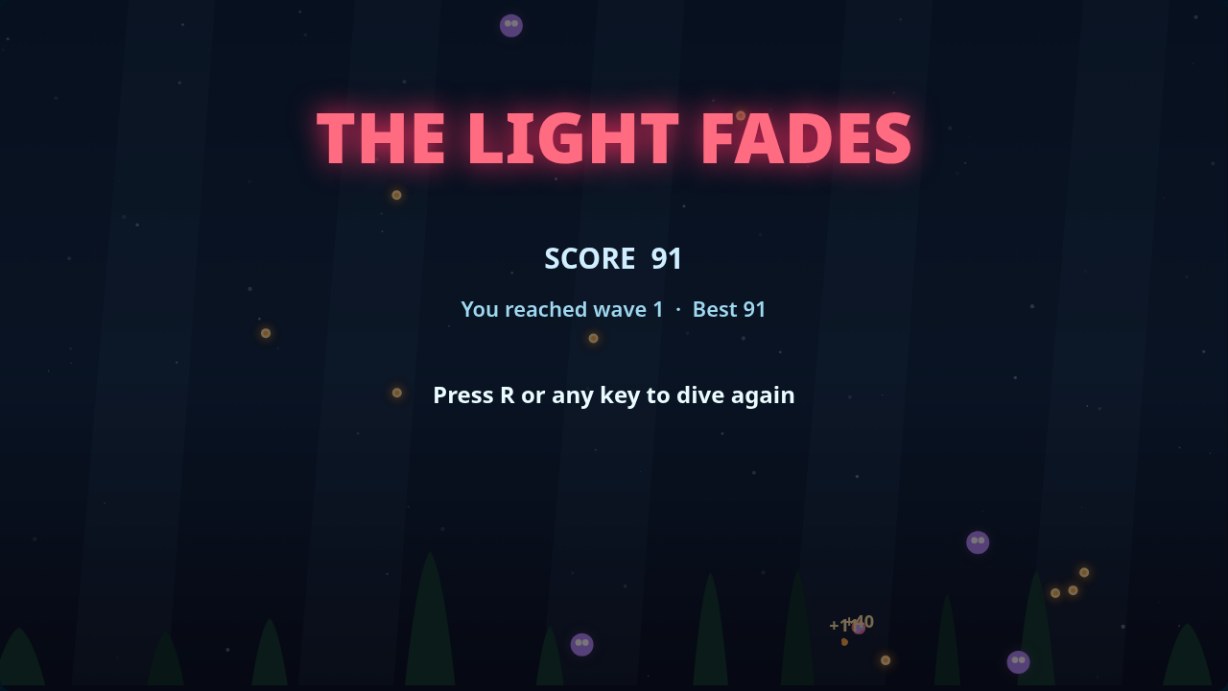 THE LIGHT FADES
SCORE 91
You reached wave 1 · Best 91
Press R or any key to dive again